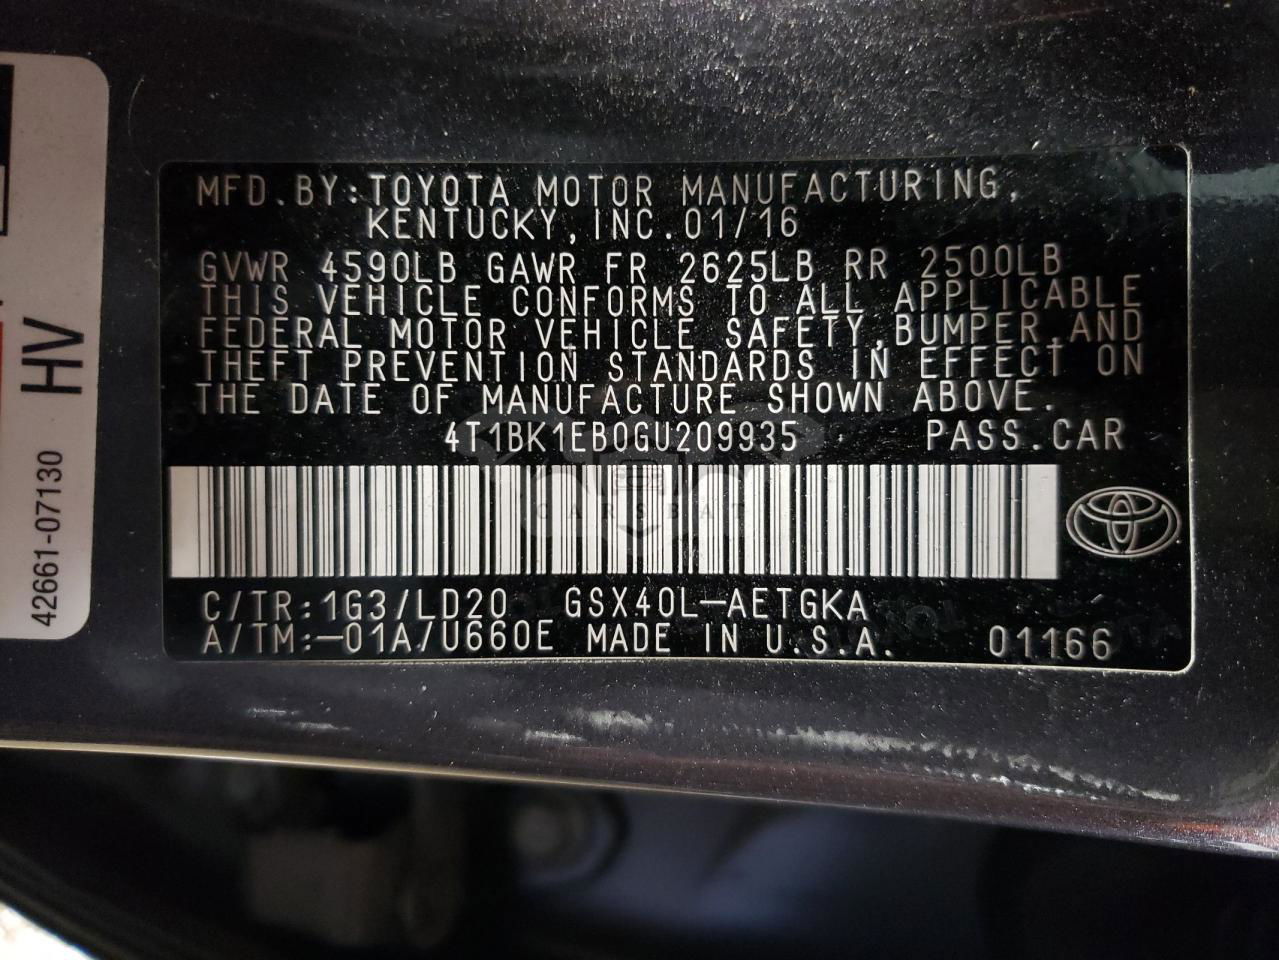 MFD.BY:TOYOTA MOTOR MANUFACTURING,
KENTUCKY,INC.01/16
GVWR 4590LB GAWR FR 2625LB RR 2500LB
THIS VEHICLE CONFORMS TO ALL APPLICABLE
FEDERAL MOTOR VEHICLE SAFETY,BUMPER,AND
THEFT PREVENTION STANDARDS IN EFFECT ON
THE DATE OF MANUFACTURE SHOWN ABOVE.
4T1BK1EB0GU209935 PASS.CAR
CARSBAT
C/TR:1G3/LD20 GSX40L-AETGKA
A/TM:-01A/U660E MADE IN U.S.A. 01166
HV
42661-07130